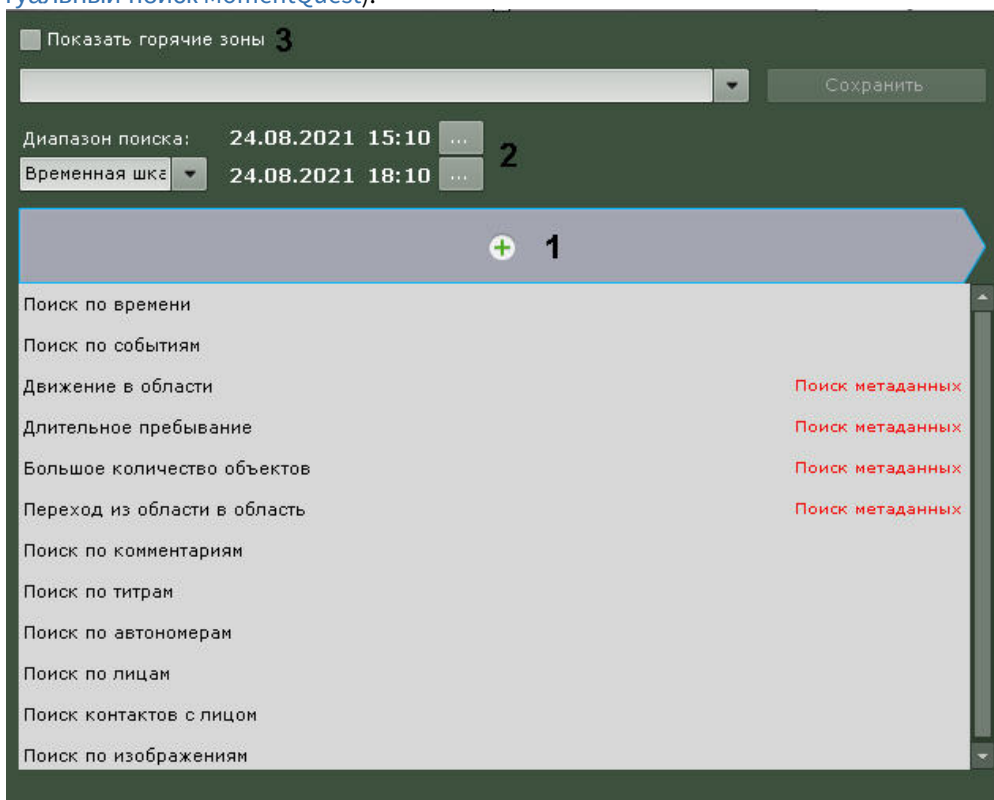 туальный поиск MomentQuest).
Показать горячие зоны 3
Сохранить
Диапазон поиска: 24.08.2021 15:10 ...
2
Временная шка 24.08.2021 18:10 ...
1
Поиск по времени
Поиск по событиям
Движение в области Поиск метаданных
Длительное пребывание Поиск метаданных
Большое количество объектов Поиск метаданных
Переход из области в область Поиск метаданных
Поиск по комментариям
Поиск по титрам
Поиск по автономерам
Поиск по лицам
Поиск контактов с лицом
Поиск по изображениям